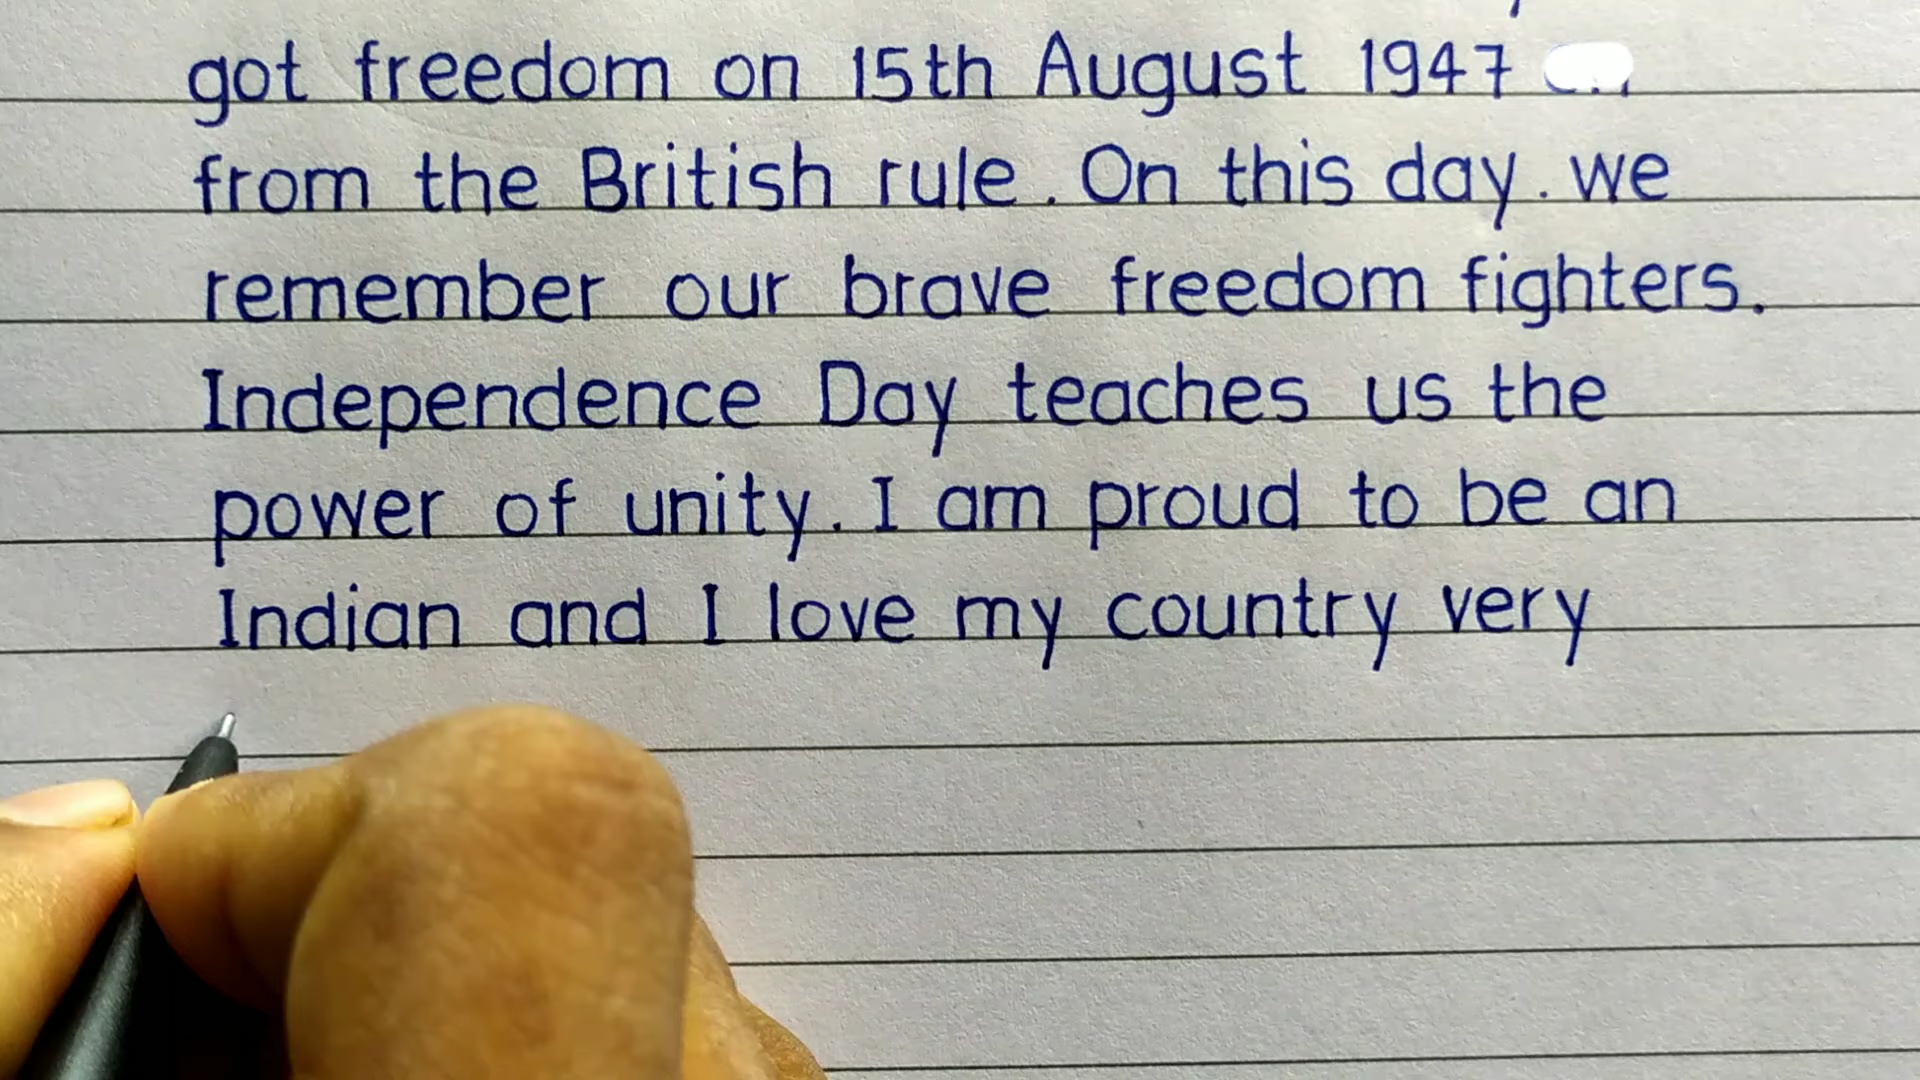 got freedom on 15th August 1947
from the British rule. On this day. we
remember our brave freedom fighters.
Independence Day teaches us the
power of unity. I am proud to be an
Indian and I love my country very